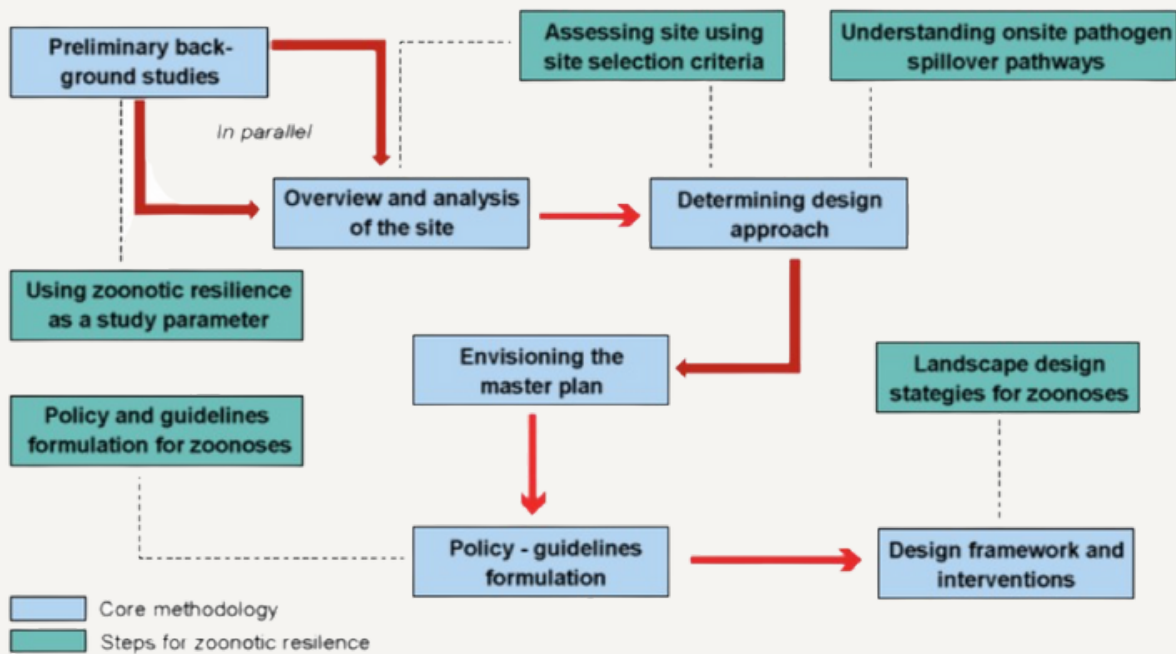 Preliminary back-
ground studies
Assessing site using
site selection criteria
Understanding onsite pathogen
spillover pathways
In parallel
Overview and analysis
of the site
Determining design
approach
Using zoonotic resilience
as a study parameter
Envisioning the
master plan
Landscape design
stategies for zoonoses
Policy and guidelines
formulation for zoonoses
Policy - guidelines
formulation
Design framework and
interventions
Core methodology
Steps for zoonotic resilence